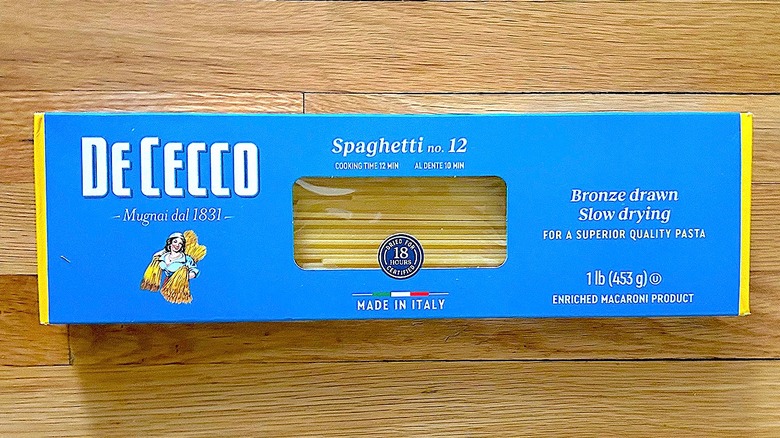 DE CECCO
Mugnai dal 1831
Spaghetti no. 12
COOKING TIME 12 MIN AL DENTE 10 MIN
DRIED FOR
18
HOURS
CERTIFIED
MADE IN ITALY
Bronze drawn
Slow drying
FOR A SUPERIOR QUALITY PASTA
1 lb (453 g) U
ENRICHED MACARONI PRODUCT